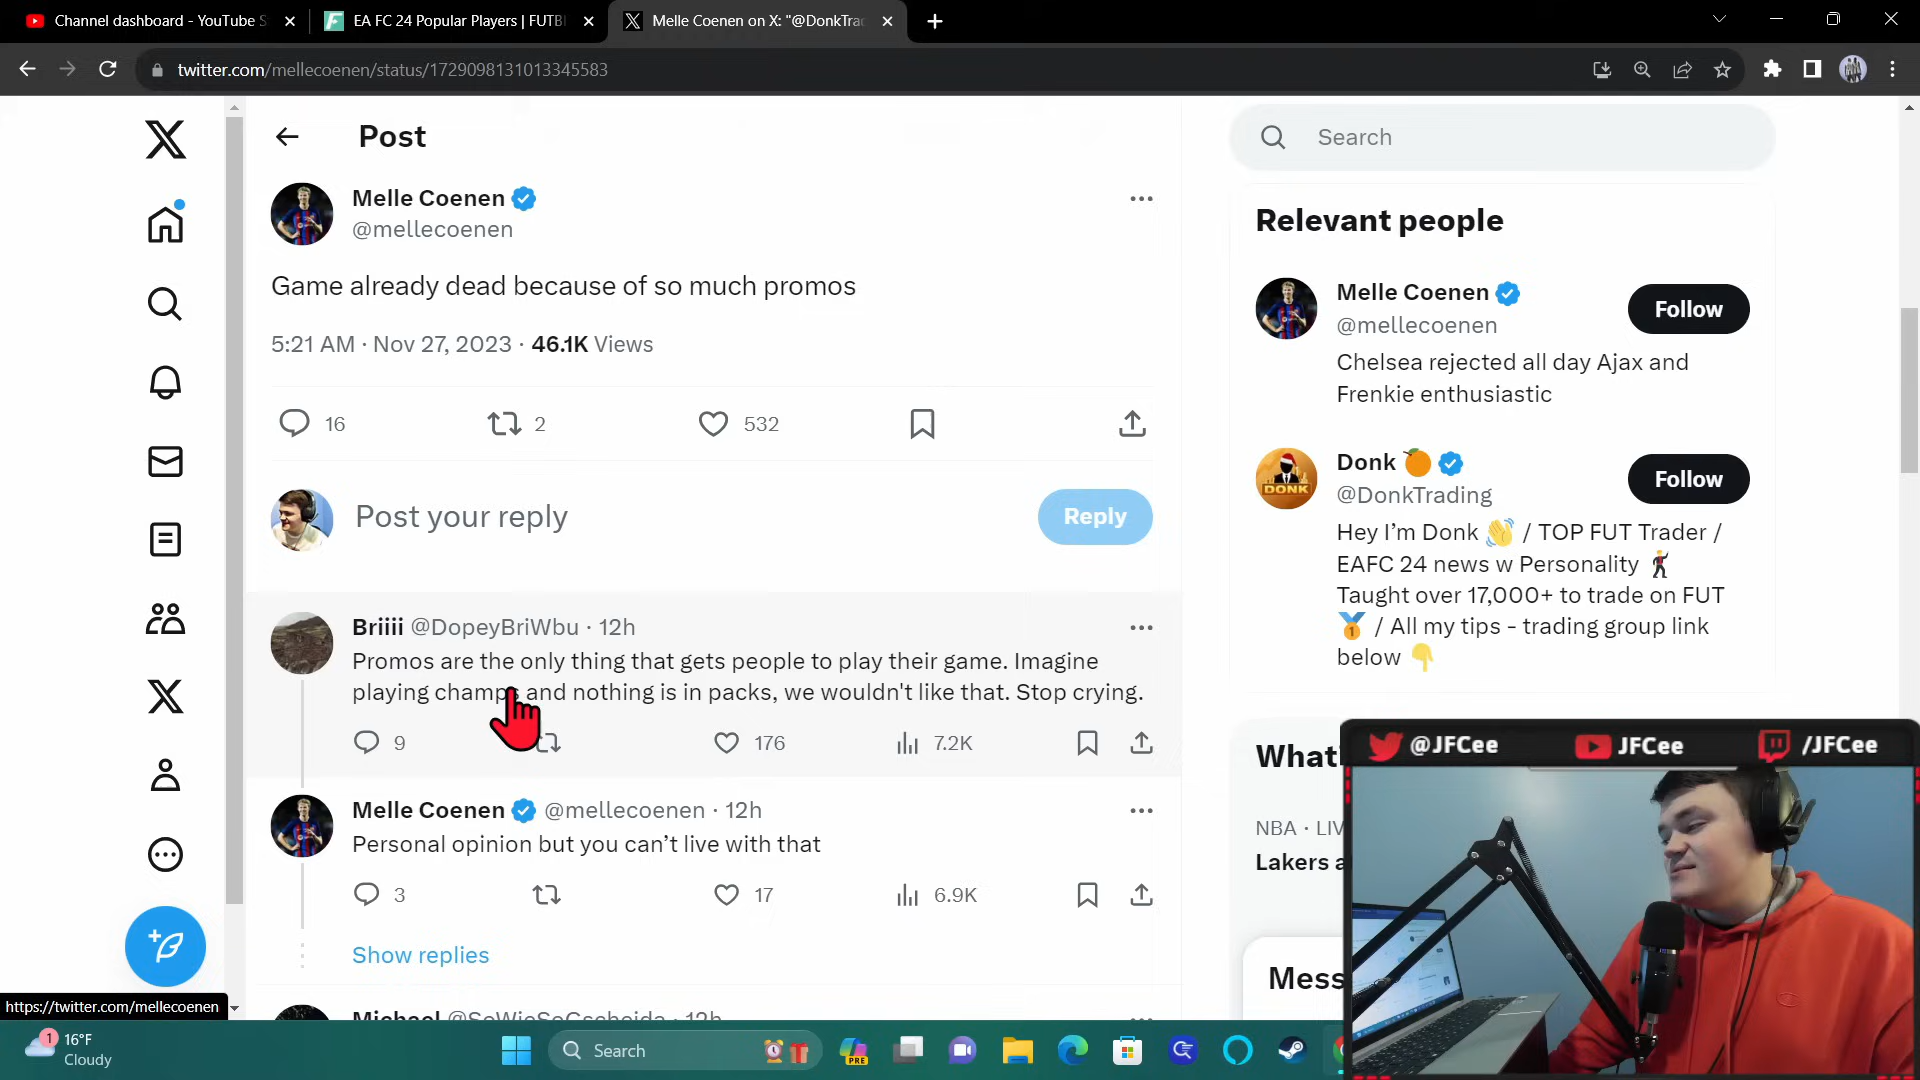 Channel dashboard - YouTube S
EA FC 24 Popular Players | FUTBI
Melle Coenen on X: "@DonkTra
twitter.com/mellecoenen/status/1729098131013345583
Post
Search
Melle Coenen
@mellecoenen
Game already dead because of so much promos
5:21 AM · Nov 27, 2023 · 46.1K Views
16
2
532
Post your reply
Reply
Briiii @DopeyBriWbu · 12h
Promos are the only thing that gets people to play their game. Imagine
playing champs and nothing is in packs, we wouldn't like that. Stop crying.
9
176
7.2K
Melle Coenen @mellecoenen · 12h
Personal opinion but you can't live with that
3
17
6.9K
Show replies
Michael @SoWieSoGscheida · 12h
Relevant people
Melle Coenen
@mellecoenen
Follow
Chelsea rejected all day Ajax and
Frenkie enthusiastic
Donk
@DonkTrading
Follow
DONK
Hey I'm Donk 👋 / TOP FUT Trader /
EAFC 24 news w Personality 🕺
Taught over 17,000+ to trade on FUT
🥇 / All my tips - trading group link
below 👇
What'
NBA · LIV
Lakers a
Mess
@JFCee
JFCee
/JFCee
https://twitter.com/mellecoenen
1
16°F
Cloudy
Search
PRE